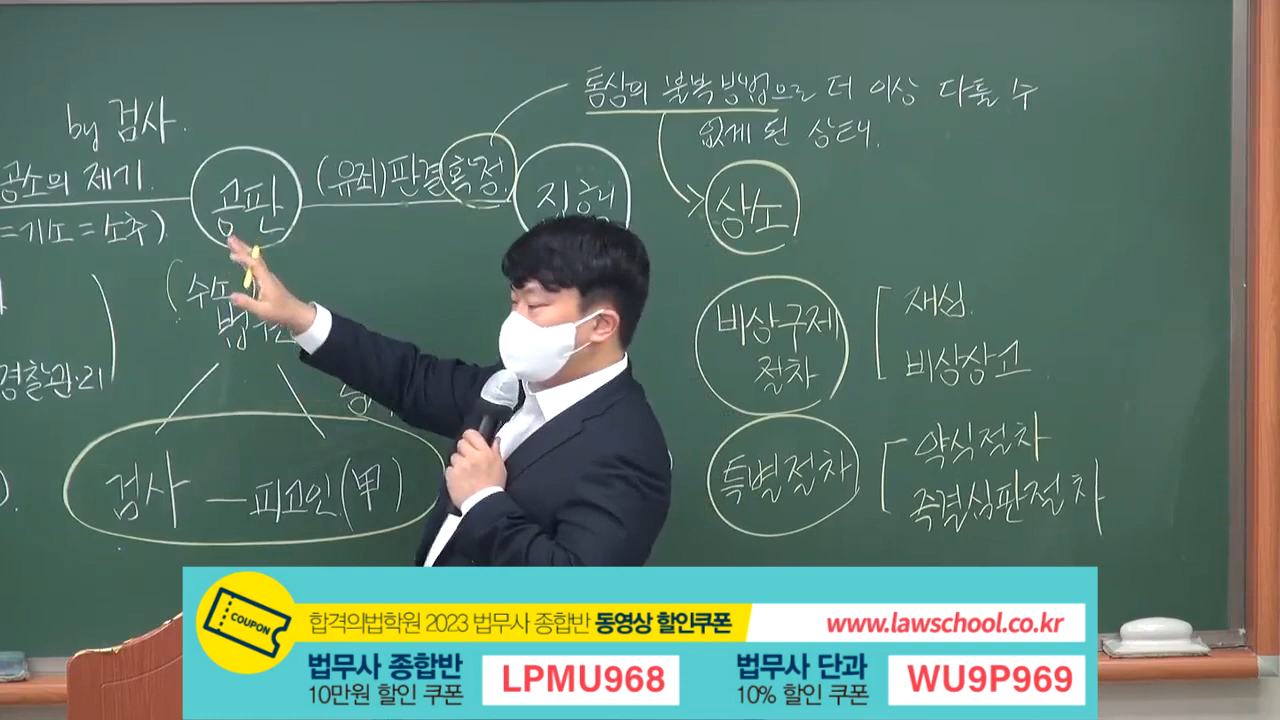 통상의 불복방법으로 더 이상 다툴 수
없게 된 상태.
by 검사.
공소의 제기.
(=기소=소추)
공판
(유죄)판결확정.
집행
상소
(수소
법원
경찰관·리
검사 — 피고인(甲)
비상구제
절차
재심.
비상상고
특별절차
약식절차
즉결심판절차
COUPON
합격의법학원 2023 법무사 종합반 동영상 할인쿠폰
www.lawschool.co.kr
법무사 종합반
10만원 할인 쿠폰
LPMU968
법무사 단과
10% 할인 쿠폰
WU9P969